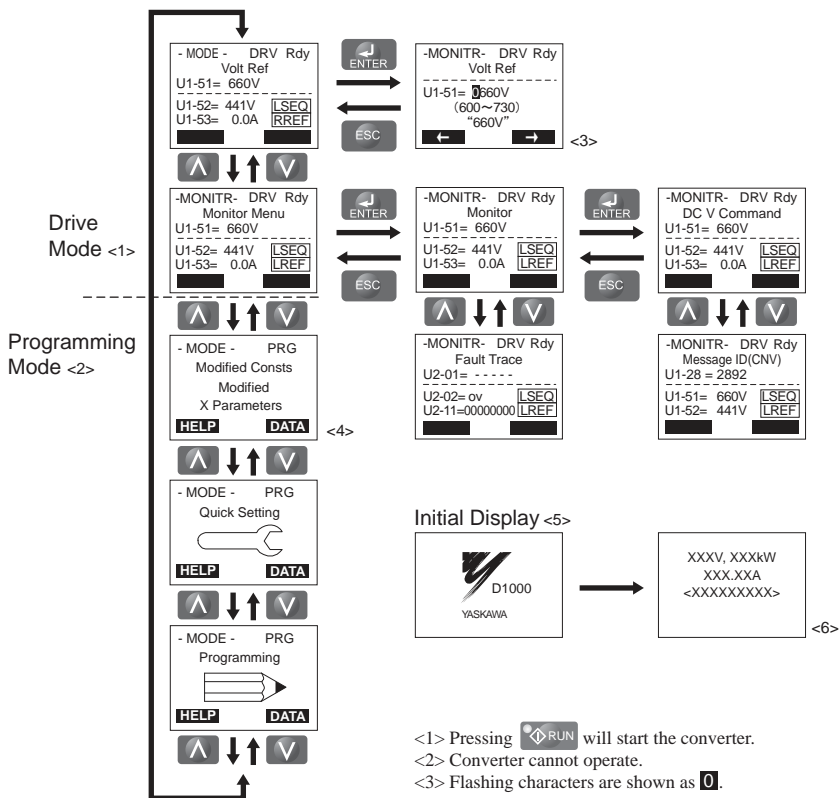 - MODE - DRV Rdy
Volt Ref
U1-51= 660V
U1-52= 441V LSEQ
U1-53= 0.0A RREF
ENTER
ESC
-MONITR- DRV Rdy
Volt Ref
U1-51= 0660V
(600～730)
“660V”
← →
<3>
Drive
Mode <1>
-MONITR- DRV Rdy
Monitor Menu
U1-51= 660V
U1-52= 441V LSEQ
U1-53= 0.0A LREF
ENTER
ESC
-MONITR- DRV Rdy
Monitor
U1-51= 660V
U1-52= 441V LSEQ
U1-53= 0.0A LREF
ENTER
ESC
-MONITR- DRV Rdy
DC V Command
U1-51= 660V
U1-52= 441V LSEQ
U1-53= 0.0A LREF
Programming
Mode <2>
- MODE - PRG
Modified Consts
Modified
X Parameters
HELP DATA
<4>
-MONITR- DRV Rdy
Fault Trace
U2-01= - - - - -
U2-02= ov LSEQ
U2-11=00000000 LREF
-MONITR- DRV Rdy
Message ID(CNV)
U1-28 = 2892
U1-51= 660V LSEQ
U1-52= 441V LREF
- MODE - PRG
Quick Setting
HELP DATA
- MODE - PRG
Programming
HELP DATA
Initial Display <5>
D1000
YASKAWA
XXXV, XXXkW
XXX.XXA
<XXXXXXXXX>
<6>
<1> Pressing RUN will start the converter.
<2> Converter cannot operate.
<3> Flashing characters are shown as 0.